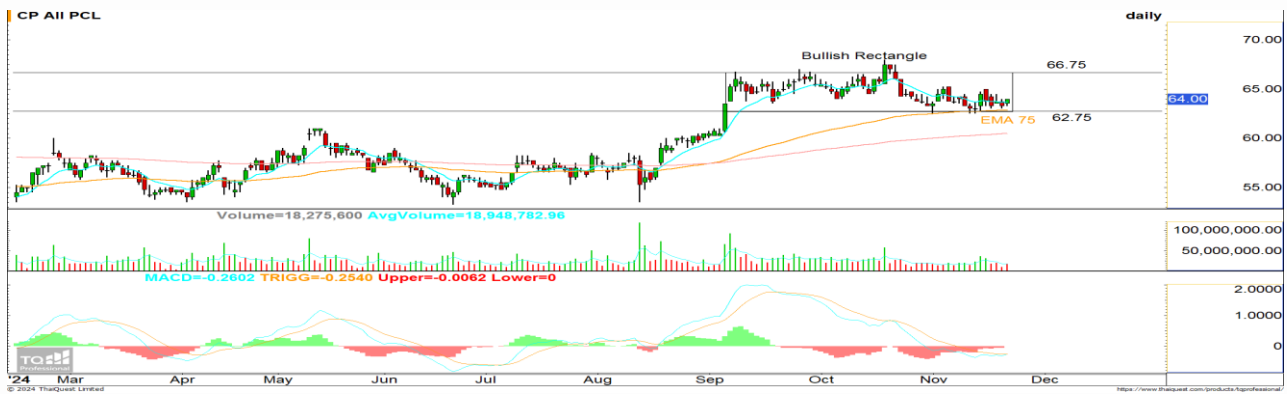 CP All PCL
daily
70.00
Bullish Rectangle
66.75
65.00
64.00
62.75
EMA 75
60.00
55.00
Volume=18,275,600 AvgVolume=18,948,782.96
100,000,000.00
50,000,000.00
MACD=-0.2602 TRIGG=-0.2540 Upper=-0.0062 Lower=0
2.0000
1.0000
0
TQ
Professional
'24 Mar Apr May Jun Jul Aug Sep Oct Nov Dec
© 2024 ThaiQuest Limited
https://www.thaiquest.com/products/tqprofessional/